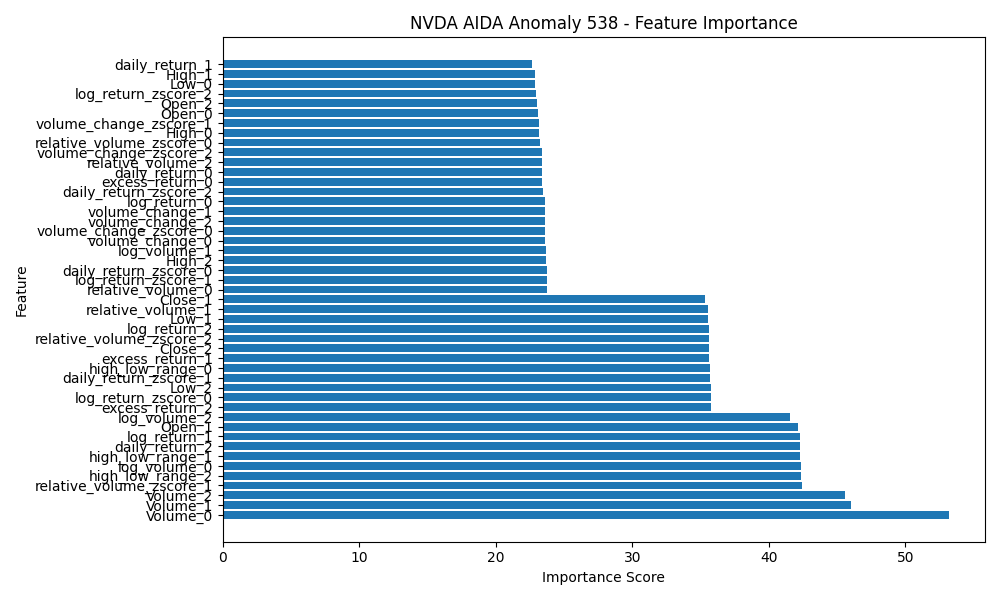 NVDA AIDA Anomaly 538 - Feature Importance
daily_return_1
High_1
Low_0
log_return_zscore_2
Open_2
Open_0
volume_change_zscore_1
High_0
relative_volume_zscore_0
volume_change_zscore_2
relative_volume_2
daily_return_0
excess_return_0
daily_return_zscore_2
log_return_0
volume_change_1
volume_change_2
volume_change_zscore_0
volume_change_0
log_volume_1
High_2
daily_return_zscore_0
log_return_zscore_1
relative_volume_0
Close_1
relative_volume_1
Low_1
log_return_2
relative_volume_zscore_2
Close_2
excess_return_1
high_low_range_0
daily_return_zscore_1
Low_2
log_return_zscore_0
excess_return_2
log_volume_2
Open_1
log_return_1
daily_return_2
high_low_range_1
log_volume_0
high_low_range_2
relative_volume_zscore_1
Volume_2
Volume_1
Volume_0
Feature
0 10 20 30 40 50
Importance Score